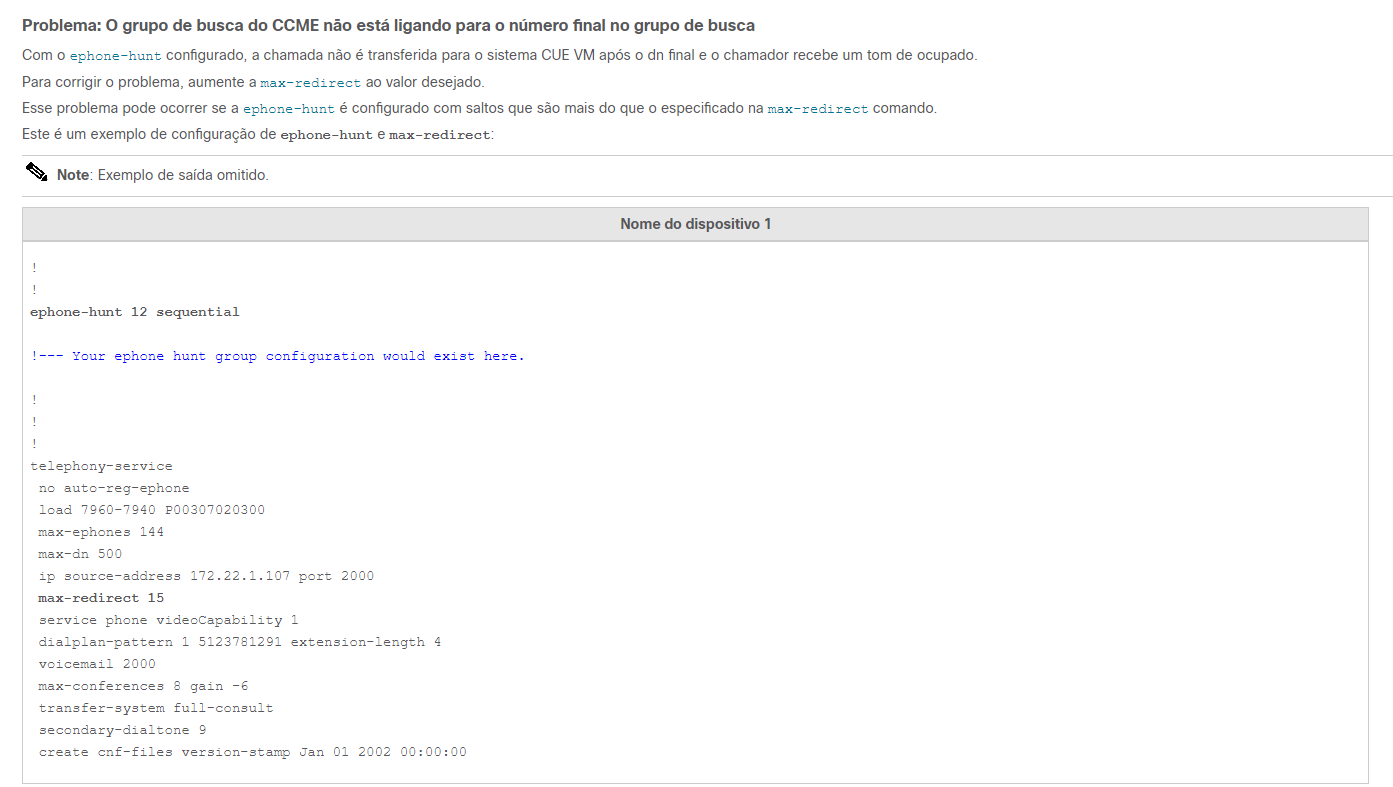 Problema: O grupo de busca do CCME não está ligando para o número final no grupo de busca
Com o ephone-hunt configurado, a chamada não é transferida para o sistema CUE VM após o dn final e o chamador recebe um tom de ocupado.
Para corrigir o problema, aumente a max-redirect ao valor desejado.
Esse problema pode ocorrer se a ephone-hunt é configurado com saltos que são mais do que o especificado na max-redirect comando.
Este é um exemplo de configuração de ephone-hunt e max-redirect:
Note: Exemplo de saída omitido.
Nome do dispositivo 1
!
!
ephone-hunt 12 sequential
!--- Your ephone hunt group configuration would exist here.
!
!
!
telephony-service
no auto-reg-ephone
load 7960-7940 P00307020300
max-ephones 144
max-dn 500
ip source-address 172.22.1.107 port 2000
max-redirect 15
service phone videoCapability 1
dialplan-pattern 1 5123781291 extension-length 4
voicemail 2000
max-conferences 8 gain -6
transfer-system full-consult
secondary-dialtone 9
create cnf-files version-stamp Jan 01 2002 00:00:00